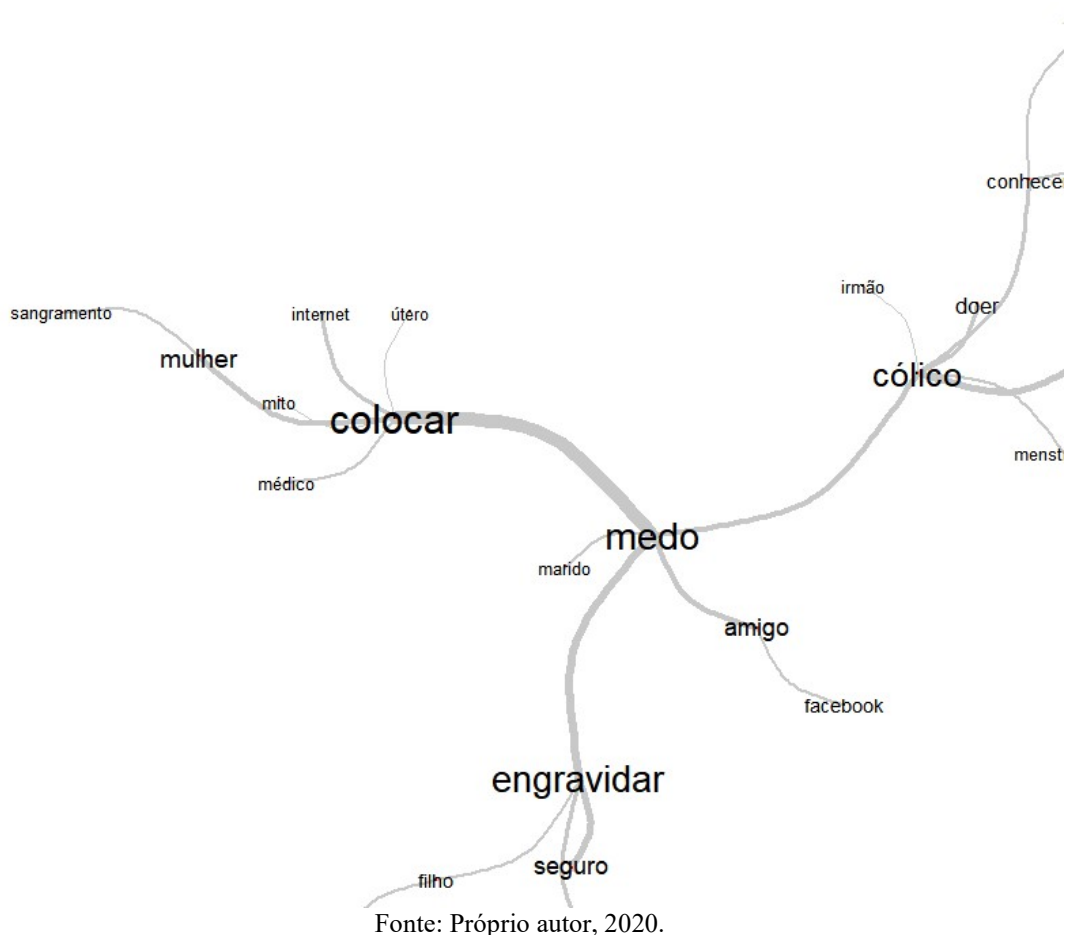 conhece
irmão
doer
sangramento
internet
útero
mulher
cólico
mito
colocar
menst
médico
medo
marido
amigo
facebook
engravidar
seguro
filho
Fonte: Próprio autor, 2020.